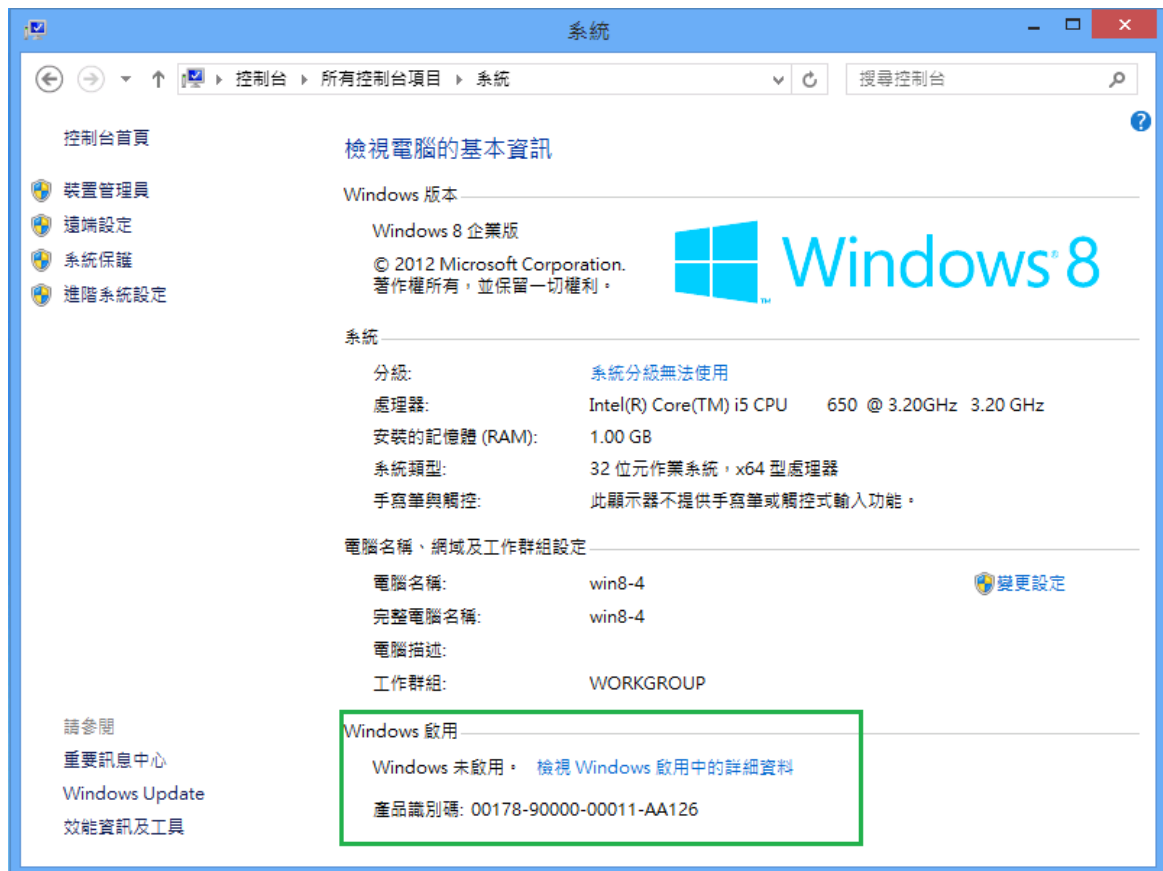 系統
控制台 所有控制台項目 系統 搜尋控制台
控制台首頁
裝置管理員
遠端設定
系統保護
進階系統設定
檢視電腦的基本資訊
Windows 版本
Windows 8 企業版
© 2012 Microsoft Corporation.
著作權所有,並保留一切權利。
Windows® 8
™
系統
分級: 系統分級無法使用
處理器: Intel(R) Core(TM) i5 CPU 650 @ 3.20GHz 3.20 GHz
安裝的記憶體 (RAM): 1.00 GB
系統類型: 32 位元作業系統,x64 型處理器
手寫筆與觸控: 此顯示器不提供手寫筆或觸控式輸入功能。
電腦名稱、網域及工作群組設定
電腦名稱: win8-4 變更設定
完整電腦名稱: win8-4
電腦描述:
工作群組: WORKGROUP
Windows 啟用
Windows 未啟用。 檢視 Windows 啟用中的詳細資料
產品識別碼: 00178-90000-00011-AA126
請參閱
重要訊息中心
Windows Update
效能資訊及工具